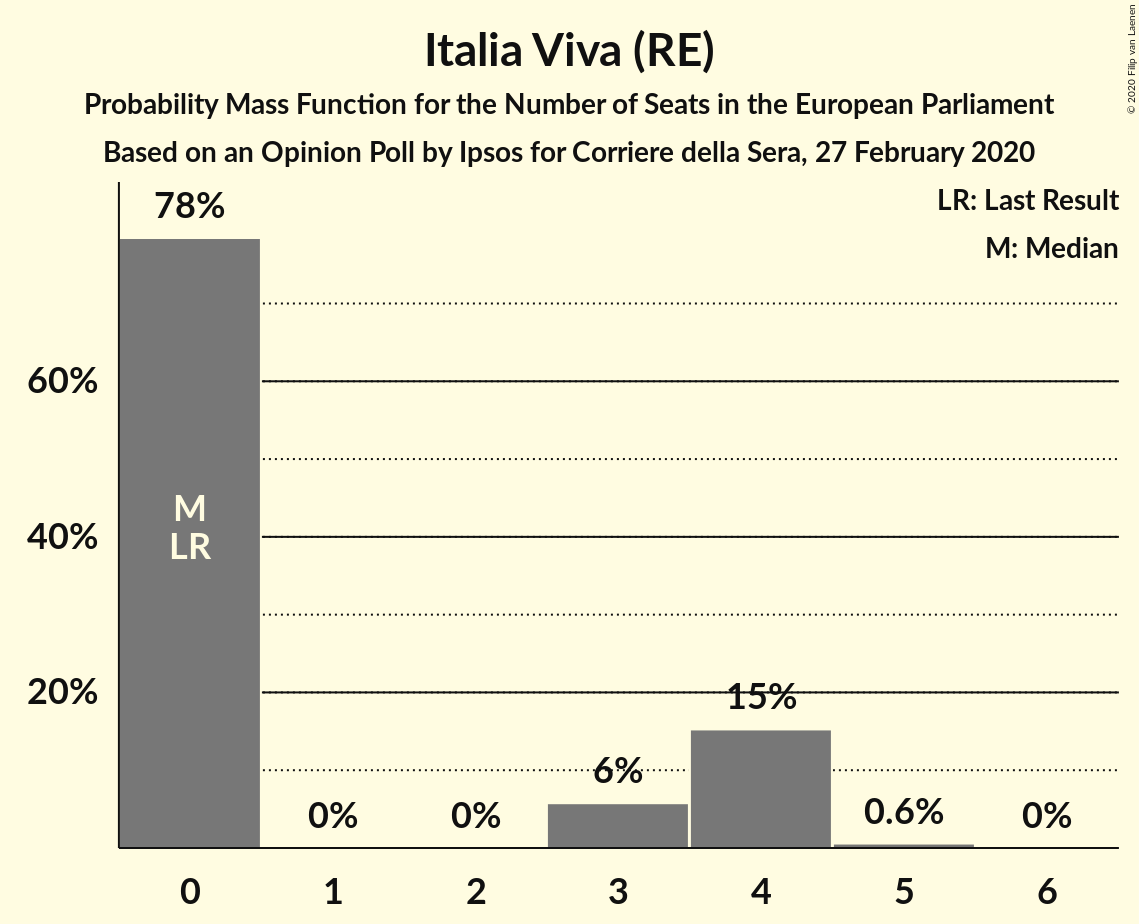 Italia Viva (RE)
Probability Mass Function for the Number of Seats in the European Parliament
Based on an Opinion Poll by Ipsos for Corriere della Sera, 27 February 2020
© 2020 Filip van Laenen
LR: Last Result
M: Median
78%
60%
40%
20%
M
LR
0%
0%
6%
15%
0.6%
0%
0 1 2 3 4 5 6